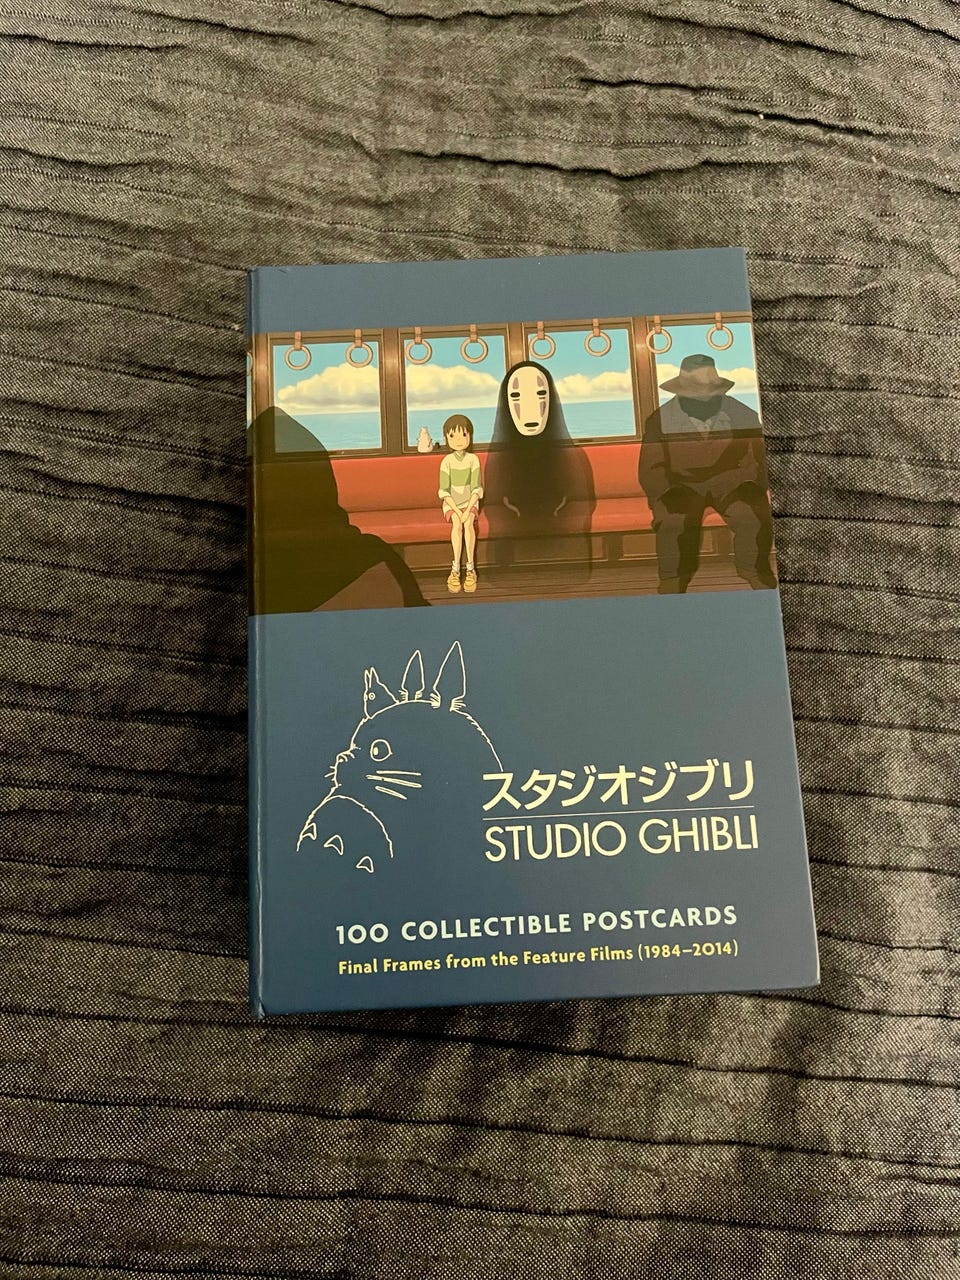 スタジオジブリ
STUDIO GHIBLI
100 COLLECTIBLE POSTCARDS
Final Frames from the Feature Films (1984–2014)